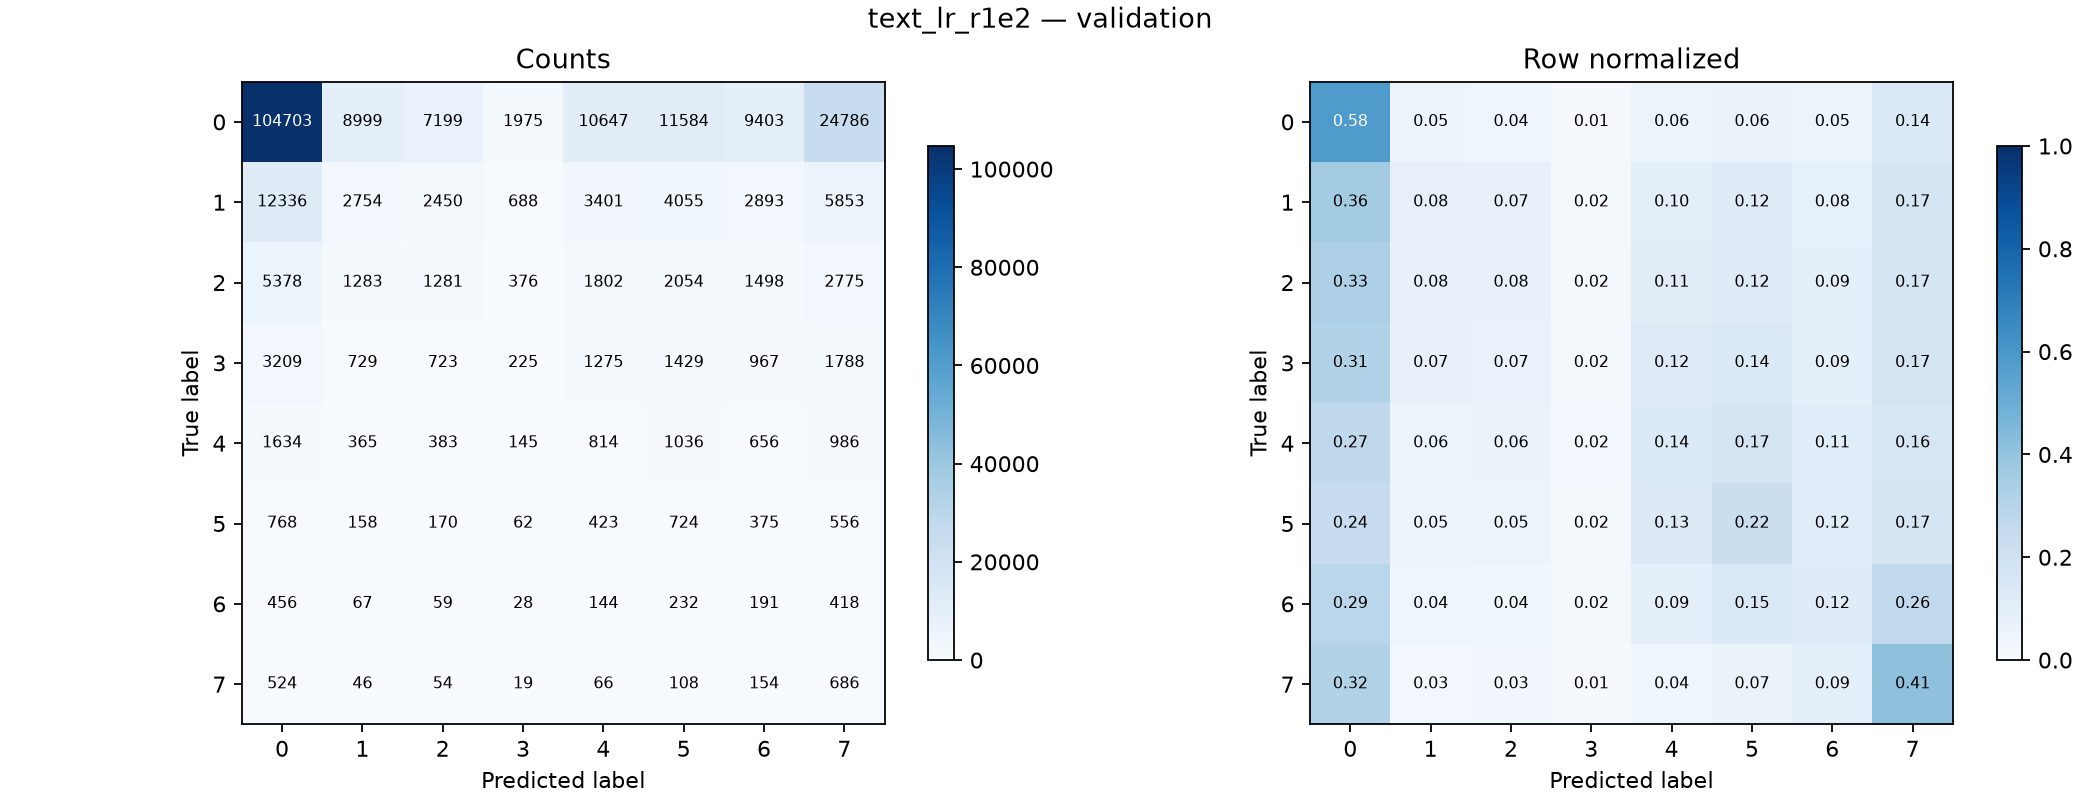 text_lr_r1e2 — validation
Counts
0 104703 8999 7199 1975 10647 11584 9403 24786
1 12336 2754 2450 688 3401 4055 2893 5853
2 5378 1283 1281 376 1802 2054 1498 2775
3 3209 729 723 225 1275 1429 967 1788
4 1634 365 383 145 814 1036 656 986
5 768 158 170 62 423 724 375 556
6 456 67 59 28 144 232 191 418
7 524 46 54 19 66 108 154 686
0 1 2 3 4 5 6 7
True label
Predicted label
100000
80000
60000
40000
20000
0
Row normalized
0 0.58 0.05 0.04 0.01 0.06 0.06 0.05 0.14
1 0.36 0.08 0.07 0.02 0.10 0.12 0.08 0.17
2 0.33 0.08 0.08 0.02 0.11 0.12 0.09 0.17
3 0.31 0.07 0.07 0.02 0.12 0.14 0.09 0.17
4 0.27 0.06 0.06 0.02 0.14 0.17 0.11 0.16
5 0.24 0.05 0.05 0.02 0.13 0.22 0.12 0.17
6 0.29 0.04 0.04 0.02 0.09 0.15 0.12 0.26
7 0.32 0.03 0.03 0.01 0.04 0.07 0.09 0.41
0 1 2 3 4 5 6 7
True label
Predicted label
1.0
0.8
0.6
0.4
0.2
0.0